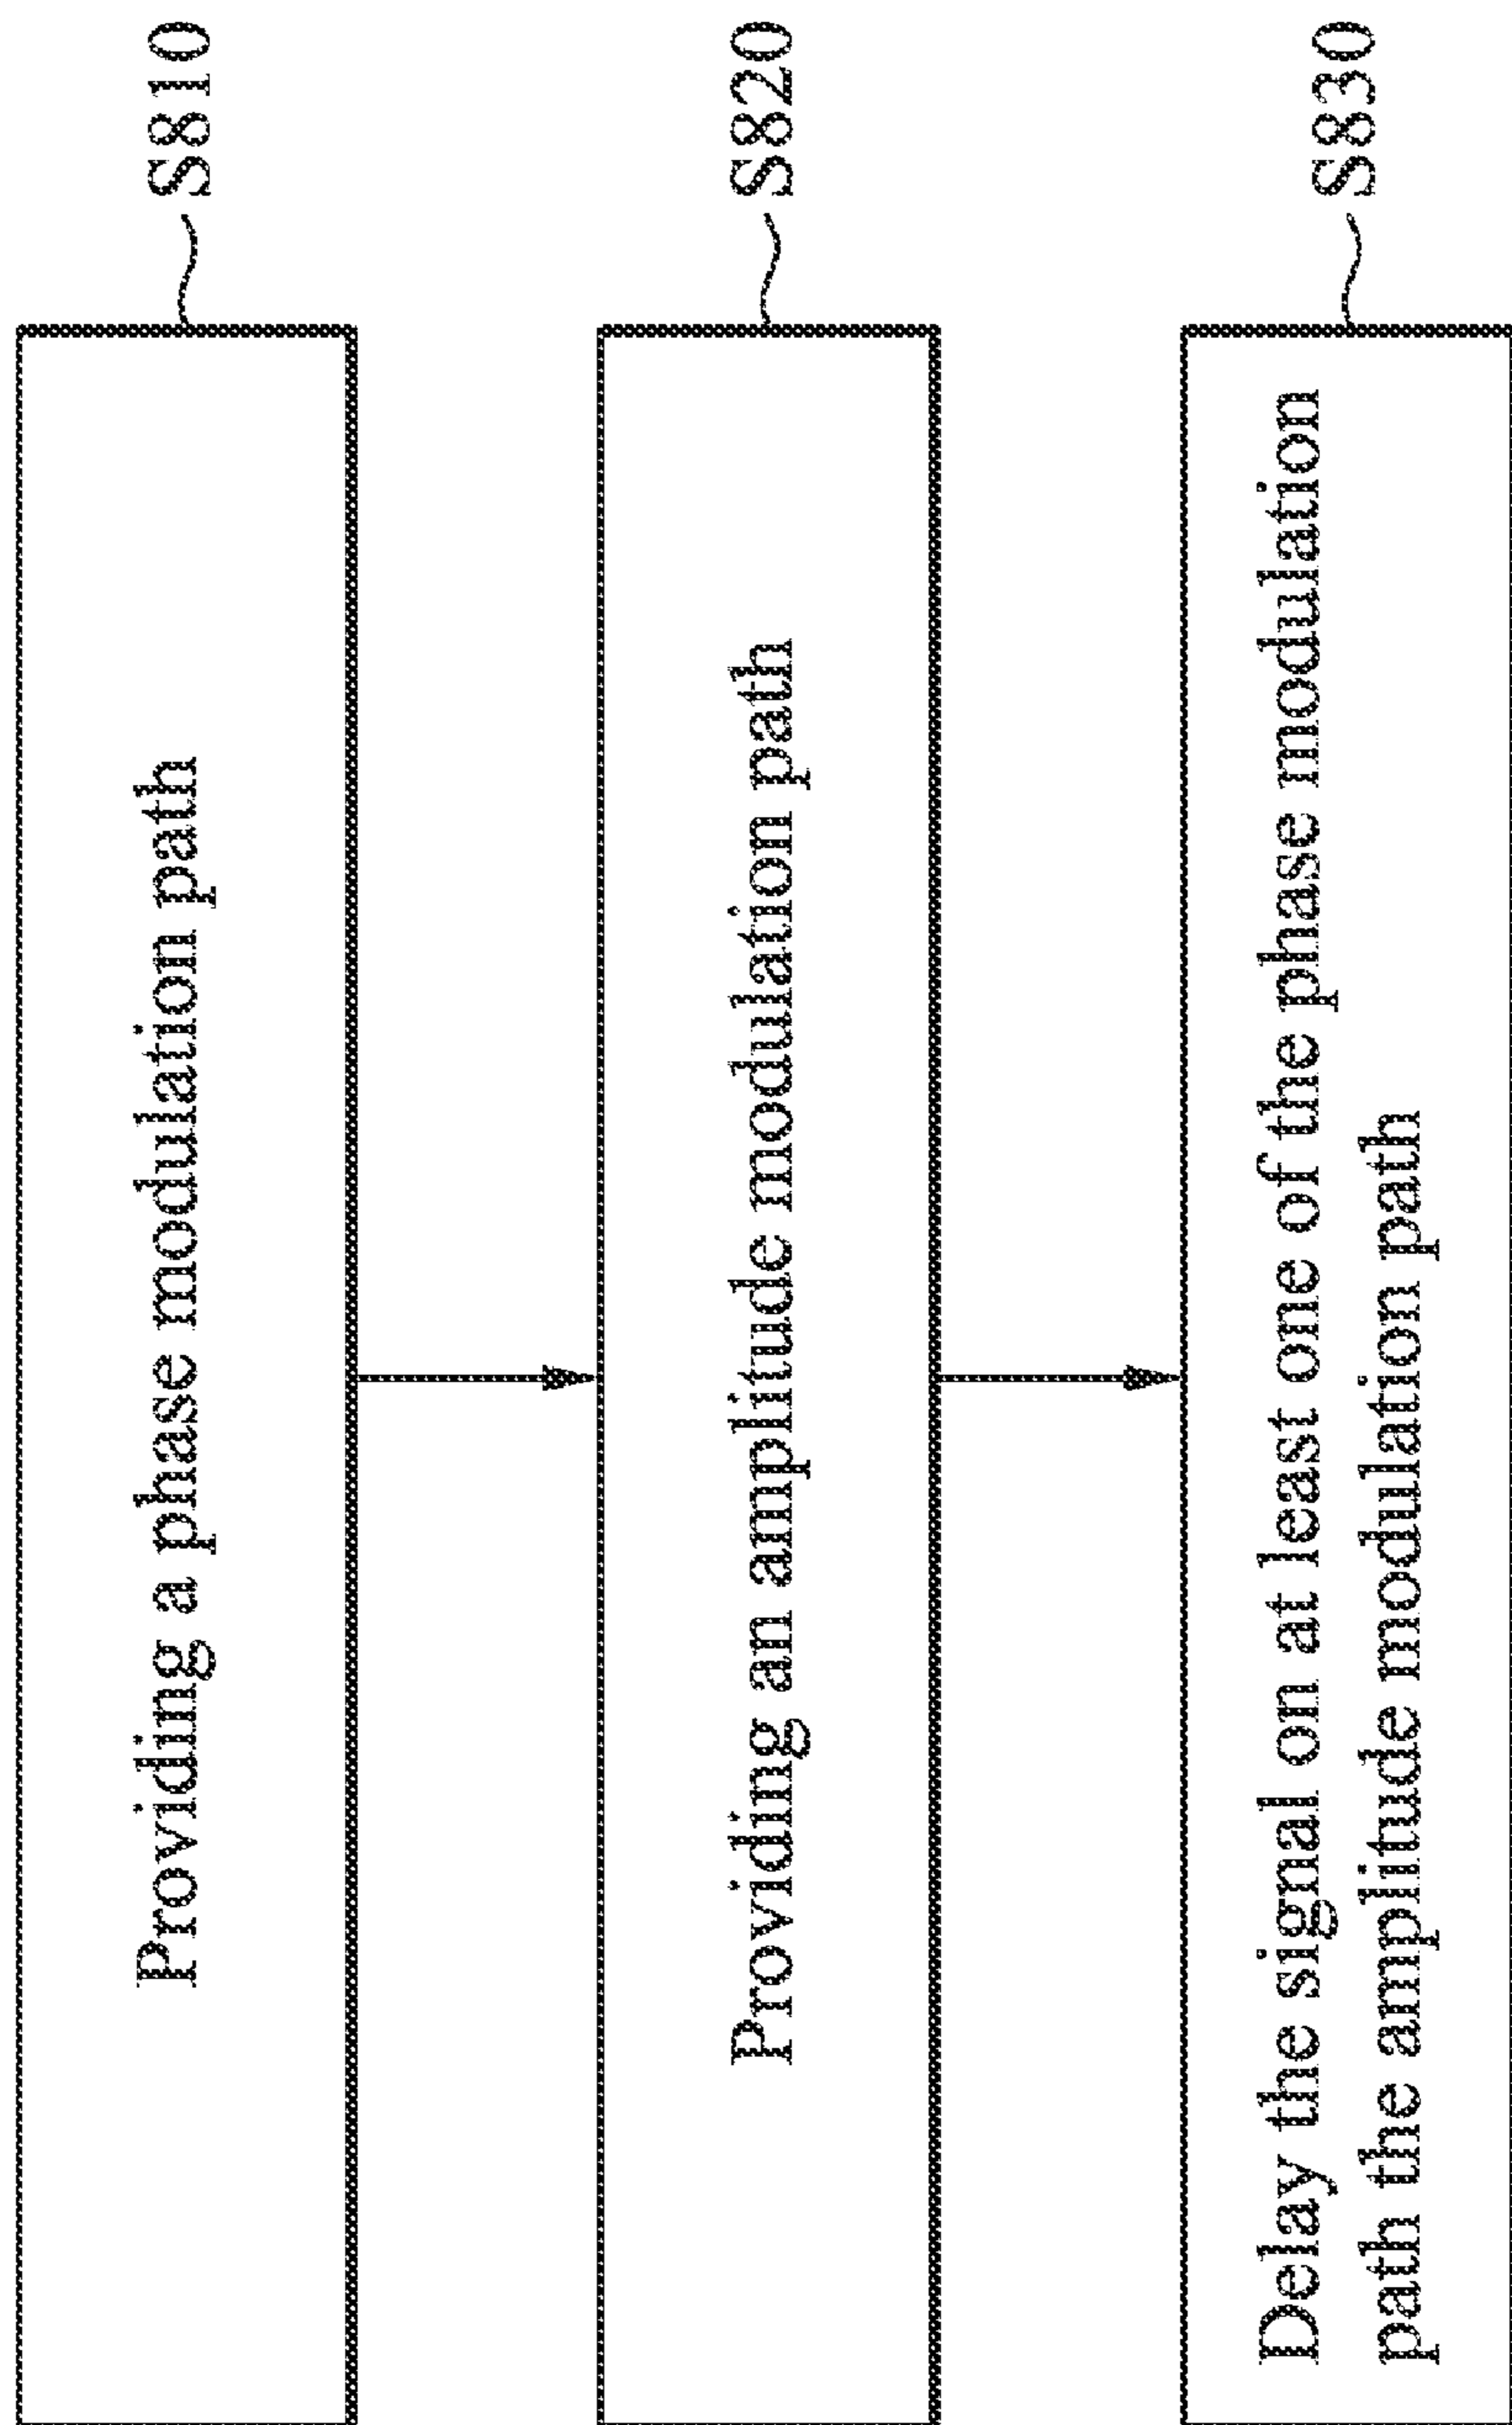 Providing a phase modulation path
S810
Providing an amplitude modulation path
S820
Delay the signal on at least one of the phase modulation
path the amplitude modulation path
S830